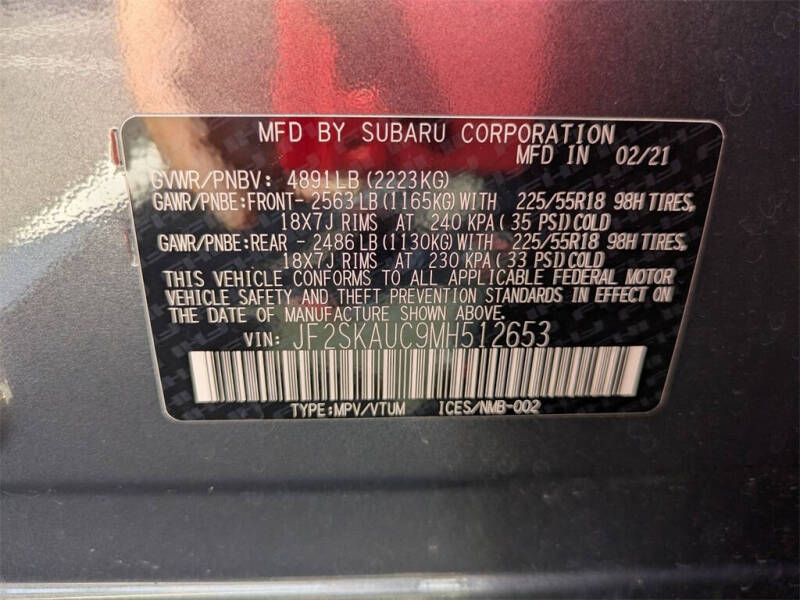 MFD BY SUBARU CORPORATION
MFD IN 02/21
GVWR/PNBV: 4891LB(2223KG)
GAWR/PNBE:FRONT- 2563LB(1165KG)WITH 225/55R18 98H TIRES,
18X7J RIMS AT 240 KPA(35 PSI)COLD
GAWR/PNBE:REAR - 2486LB(1130KG)WITH 225/55R18 98H TIRES,
18X7J RIMS AT 230 KPA(33 PSI)COLD
THIS VEHICLE CONFORMS TO ALL APPLICABLE FEDERAL MOTOR
VEHICLE SAFETY AND THEFT PREVENTION STANDARDS IN EFFECT ON
THE DATE OF MANUFACTURE SHOWN ABOVE.
VIN: JF2SKAUC9MH512653
TYPE:MPV/VTUM ICES/NMB-002